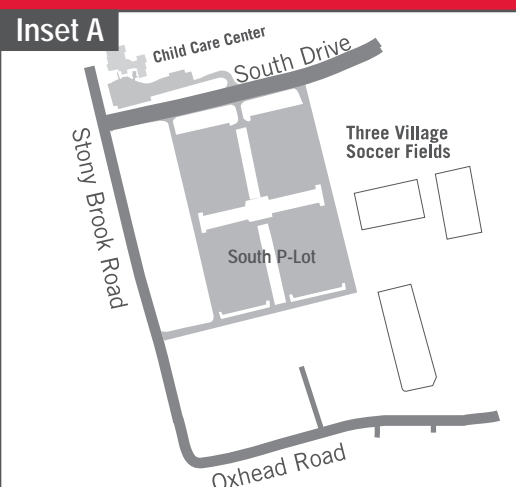 Inset A
Child Care Center
South Drive
Three Village
Soccer Fields
Stony Brook Road
South P-Lot
Oxhead Road